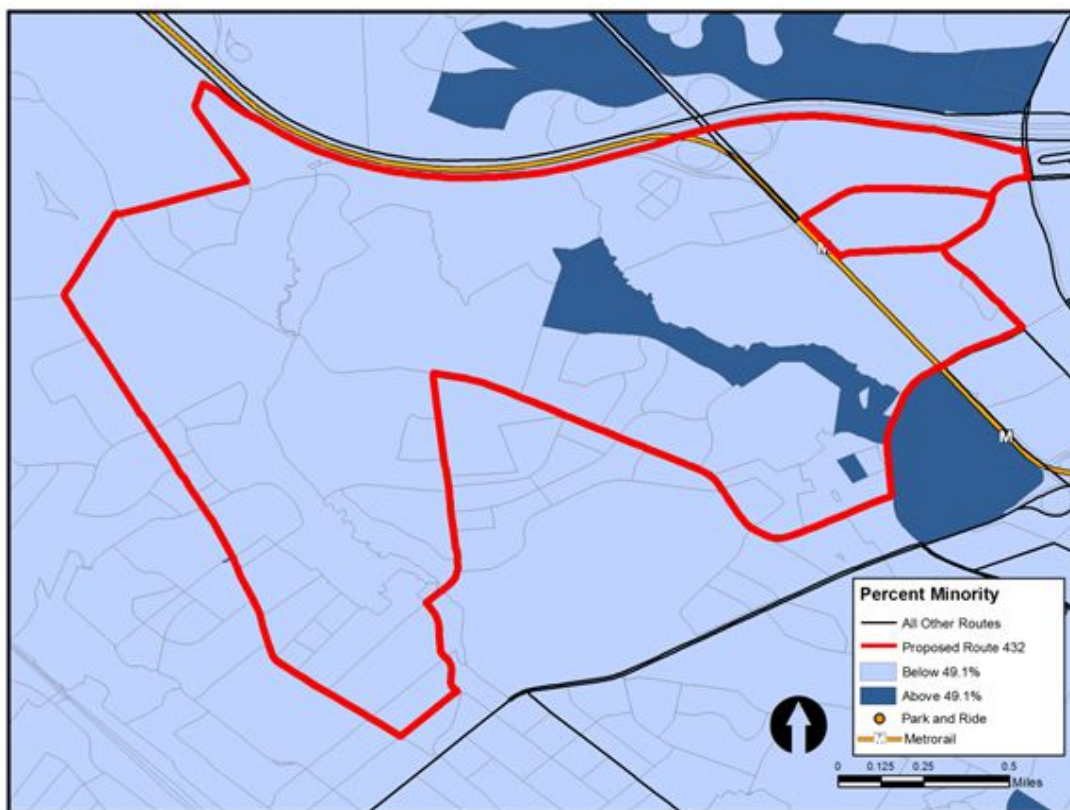 M
M
Percent Minority
All Other Routes
Proposed Route 432
Below 49.1%
Above 49.1%
Park and Ride
M Metrorail
0 0.125 0.25 0.5
Miles